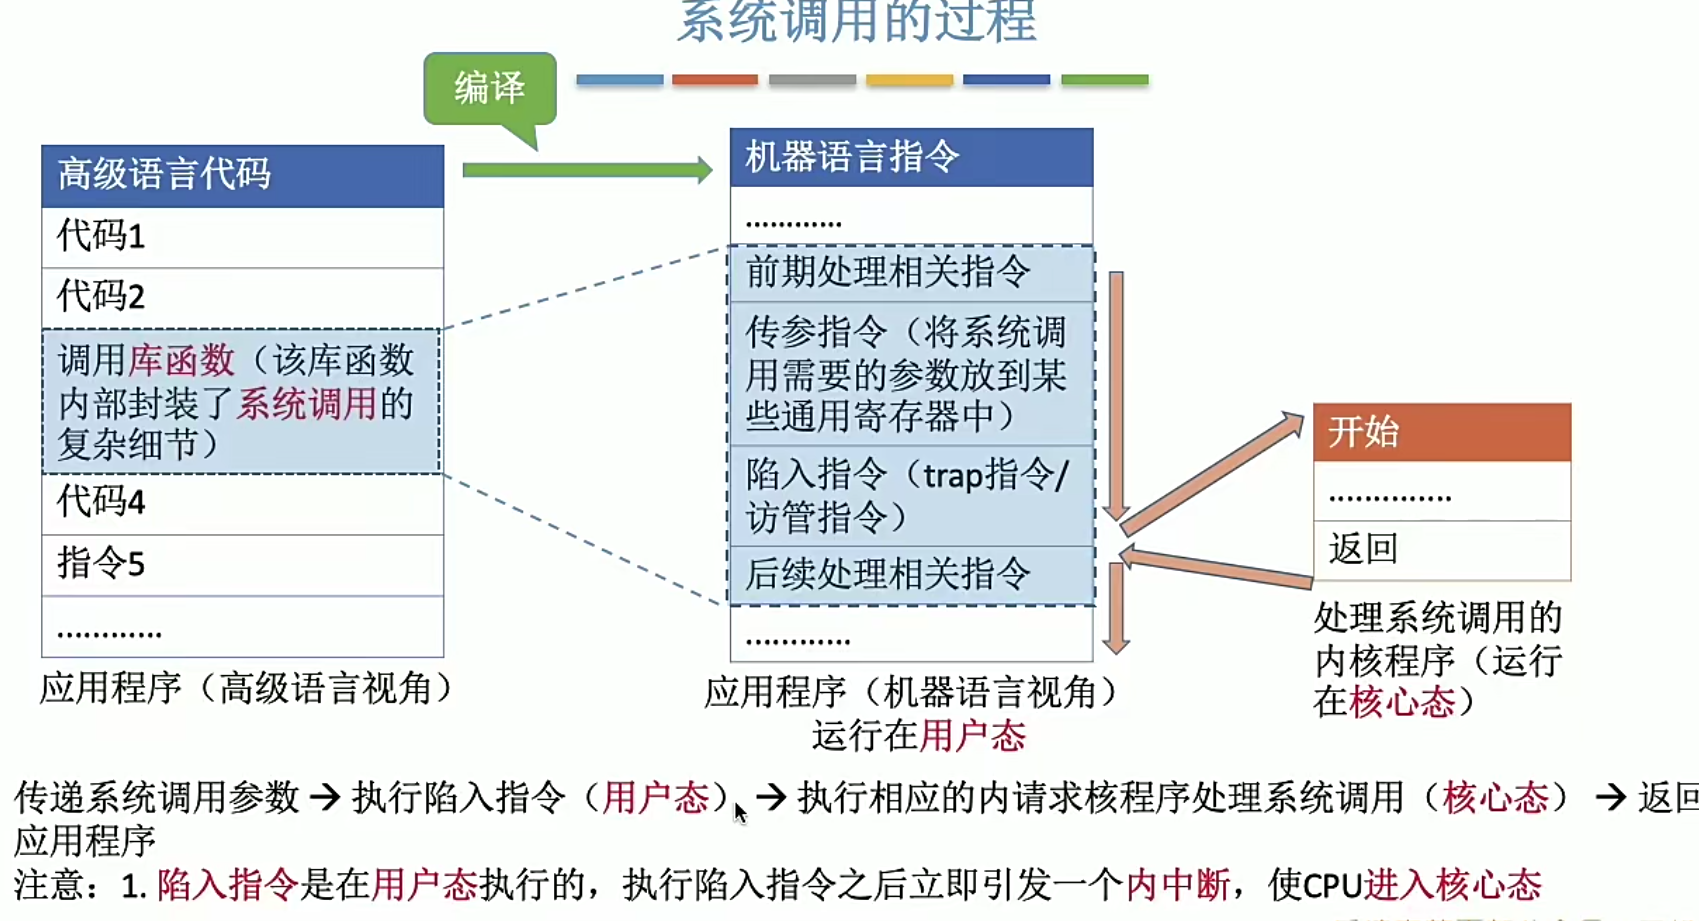 系统调用的过程
编译
高级语言代码
代码1
代码2
调用库函数（该库函数
内部封装了系统调用的
复杂细节）
代码4
指令5
............
应用程序（高级语言视角）
机器语言指令
............
前期处理相关指令
传参指令（将系统调
用需要的参数放到某
些通用寄存器中）
陷入指令（trap指令/
访管指令）
后续处理相关指令
.............
应用程序（机器语言视角）
运行在用户态
开始
..............
返回
处理系统调用的
内核程序（运行
在核心态）
传递系统调用参数 → 执行陷入指令（用户态） → 执行相应的内请求核程序处理系统调用（核心态） → 返回
应用程序
注意：1. 陷入指令是在用户态执行的，执行陷入指令之后立即引发一个内中断，使CPU进入核心态